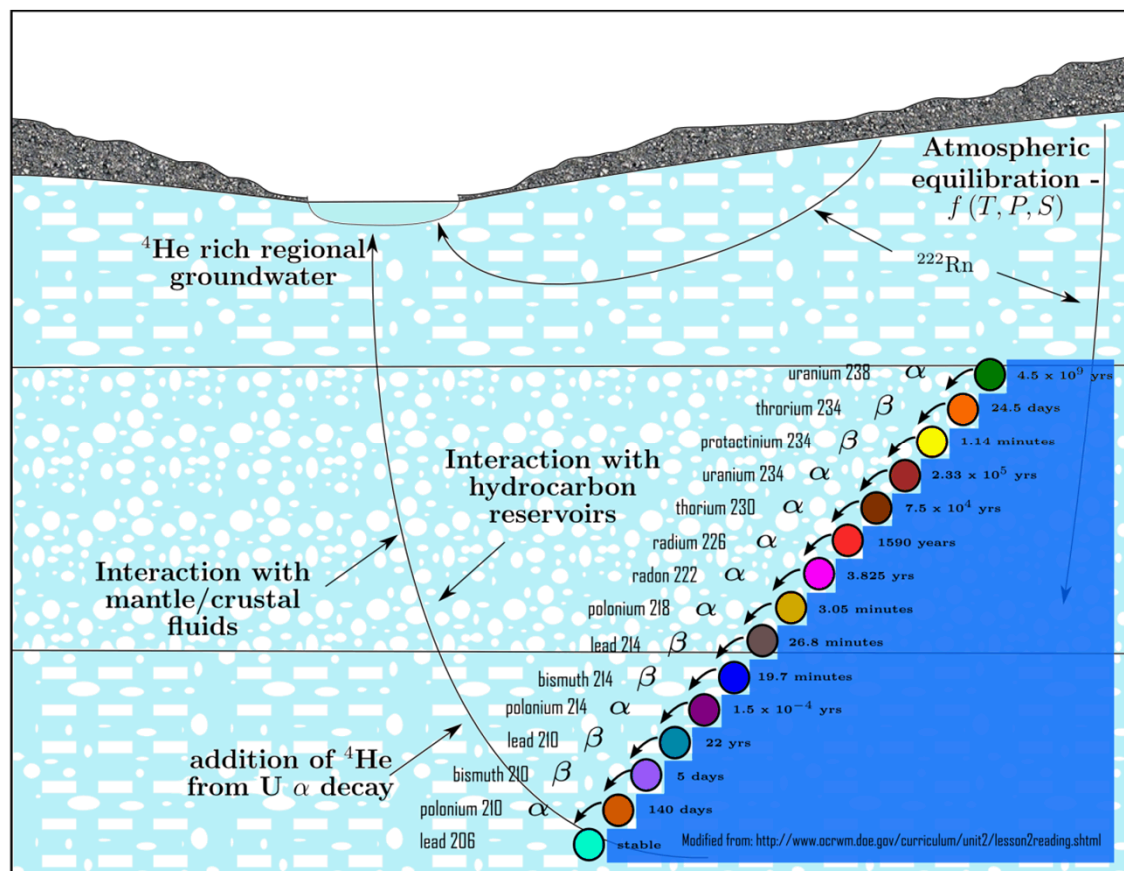 Atmospheric
equilibration -
f (T, P, S)
⁴He rich regional
groundwater
²²²Rn
uranium 238 α 4.5 x 10⁹ yrs
throrium 234 β 24.5 days
protactinium 234 β 1.14 minutes
uranium 234 α 2.33 x 10⁵ yrs
thorium 230 α 7.5 x 10⁴ yrs
radium 226 α 1590 years
radon 222 α 3.825 yrs
polonium 218 α 3.05 minutes
lead 214 β 26.8 minutes
bismuth 214 β 19.7 minutes
polonium 214 α 1.5 x 10⁻⁴ yrs
lead 210 β 22 yrs
bismuth 210 β 5 days
polonium 210 α 140 days
lead 206 stable
Interaction with
hydrocarbon
reservoirs
Interaction with
mantle/crustal
fluids
addition of ⁴He
from U α decay
Modified from: http://www.ocrwm.doe.gov/curriculum/unit2/lesson2reading.shtml